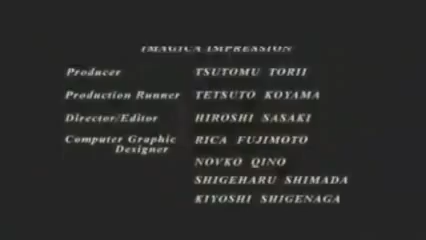 IMAGICA IMPRESSION
Producer TSUTOMU TORII
Production Runner TETSUTO KOYAMA
Director/Editor HIROSHI SASAKI
Computer Graphic RICA FUJIMOTO
Designer
NOVKO QINO
SHIGEHARU SHIMADA
KIYOSHI SHIGENAGA